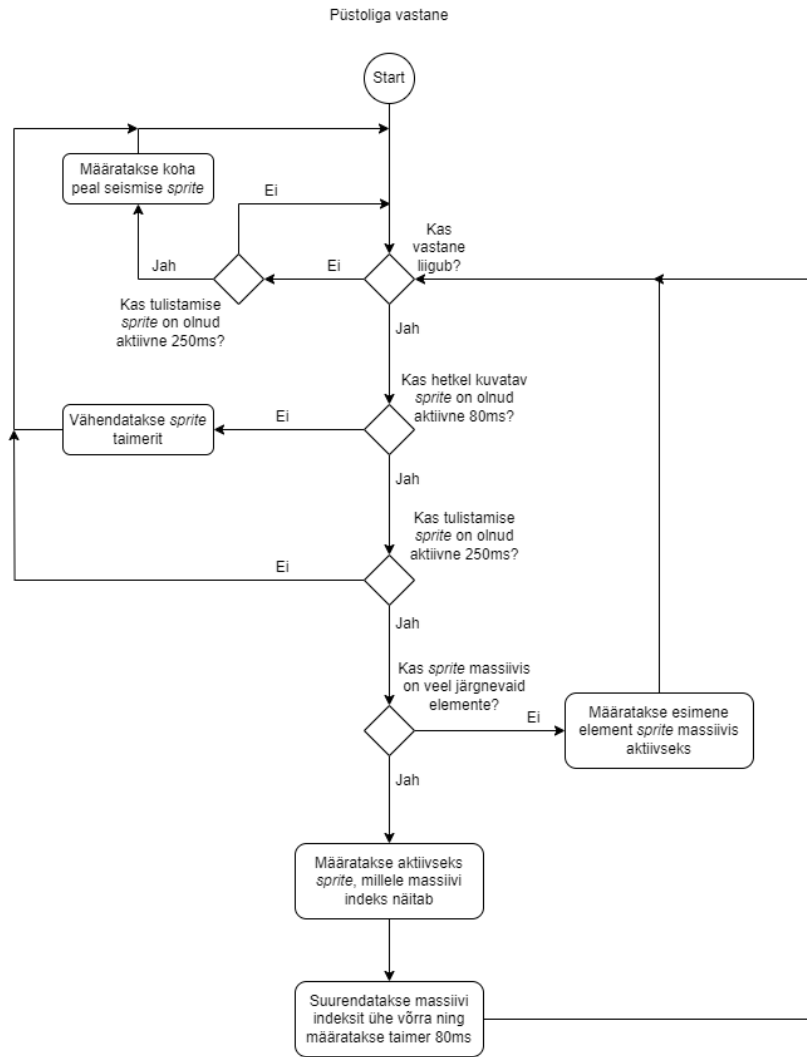 Püstoliga vastane
Start
Määratakse koha
peal seismise sprite
Ei
Kas
vastane
liigub?
Jah
Ei
Kas tulistamise
sprite on olnud
aktiivne 250ms?
Jah
Kas hetkel kuvatav
sprite on olnud
aktiivne 80ms?
Vähendatakse sprite
taimerit
Ei
Jah
Kas tulistamise
sprite on olnud
aktiivne 250ms?
Ei
Jah
Kas sprite massiivis
on veel järgnevaid
elemente?
Ei
Määratakse esimene
element sprite massiivis
aktiivseks
Jah
Määratakse aktiivseks
sprite, millele massiivi
indeks näitab
Suurendatakse massiivi
indeksit ühe võrra ning
määratakse taimer 80ms